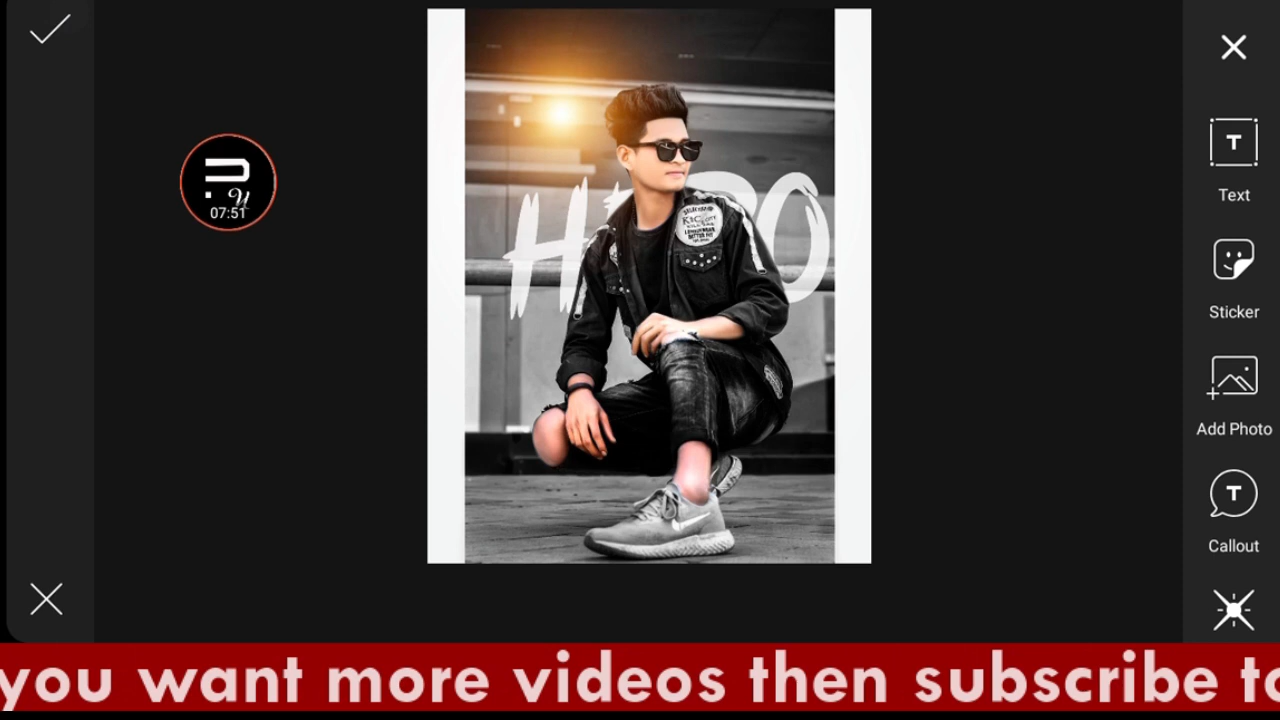 07:51
Text
Sticker
Add Photo
Callout
you want more videos then subscribe to